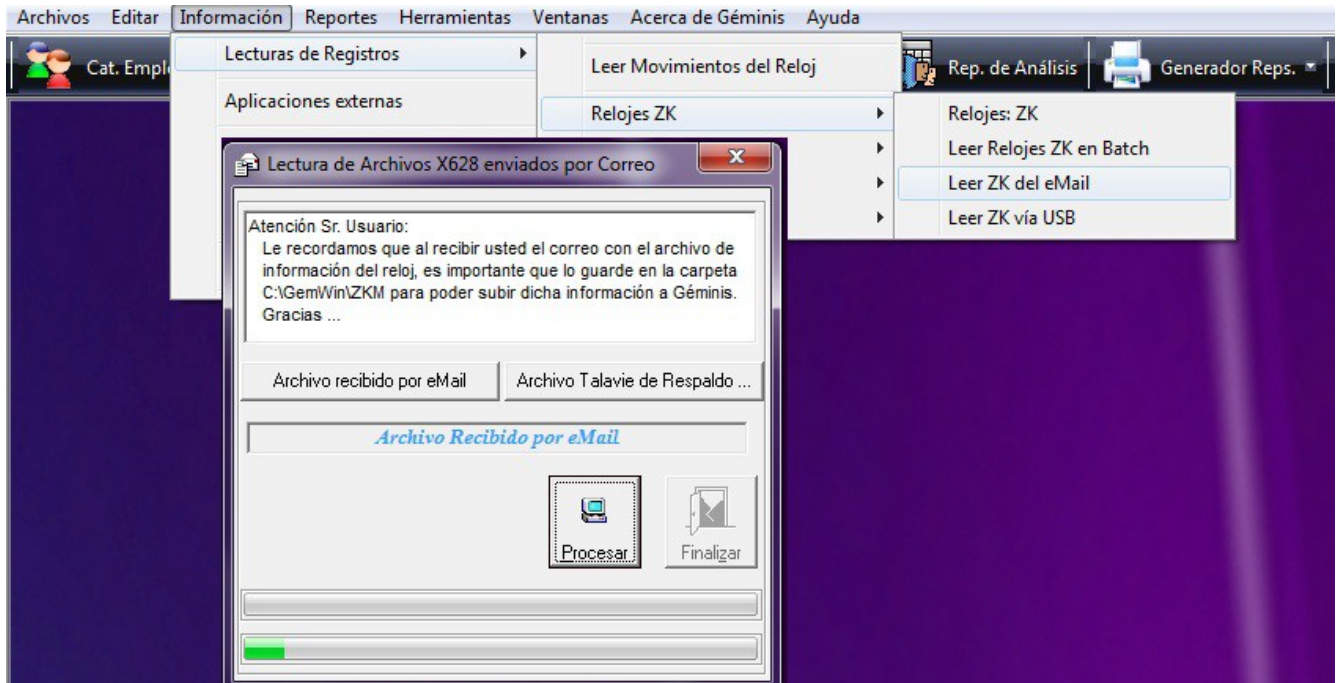 Archivos Editar Información Reportes Herramientas Ventanas Acerca de Géminis Ayuda
Cat. Emple
Rep. de Análisis
Generador Reps.
Lecturas de Registros
Aplicaciones externas
Leer Movimientos del Reloj
Relojes ZK
Relojes: ZK
Leer Relojes ZK en Batch
Leer ZK del eMail
Leer ZK vía USB
Lectura de Archivos X628 enviados por Correo
Atención Sr. Usuario:
Le recordamos que al recibir usted el correo con el archivo de
información del reloj, es importante que lo guarde en la carpeta
C:\GemWin\ZKM para poder subir dicha información a Géminis.
Gracias ...
Archivo recibido por eMail
Archivo Talavie de Respaldo ...
Archivo Recibido por eMail
Procesar
Finalizar